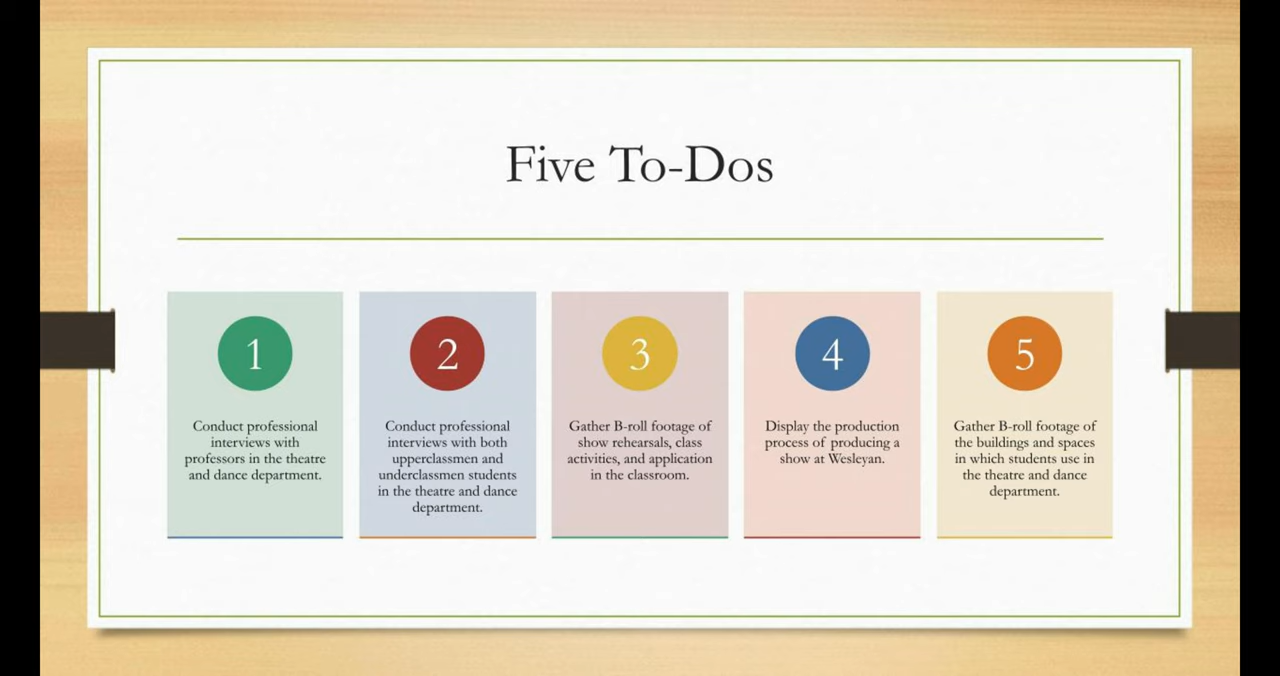 Five To-Dos
1
Conduct professional
interviews with
professors in the theatre
and dance department.
2
Conduct professional
interviews with both
upperclassmen and
underclassmen students
in the theatre and dance
department.
3
Gather B-roll footage of
show rehearsals, class
activities, and application
in the classroom.
4
Display the production
process of producing a
show at Wesleyan.
5
Gather B-roll footage of
the buildings and spaces
in which students use in
the theatre and dance
department.